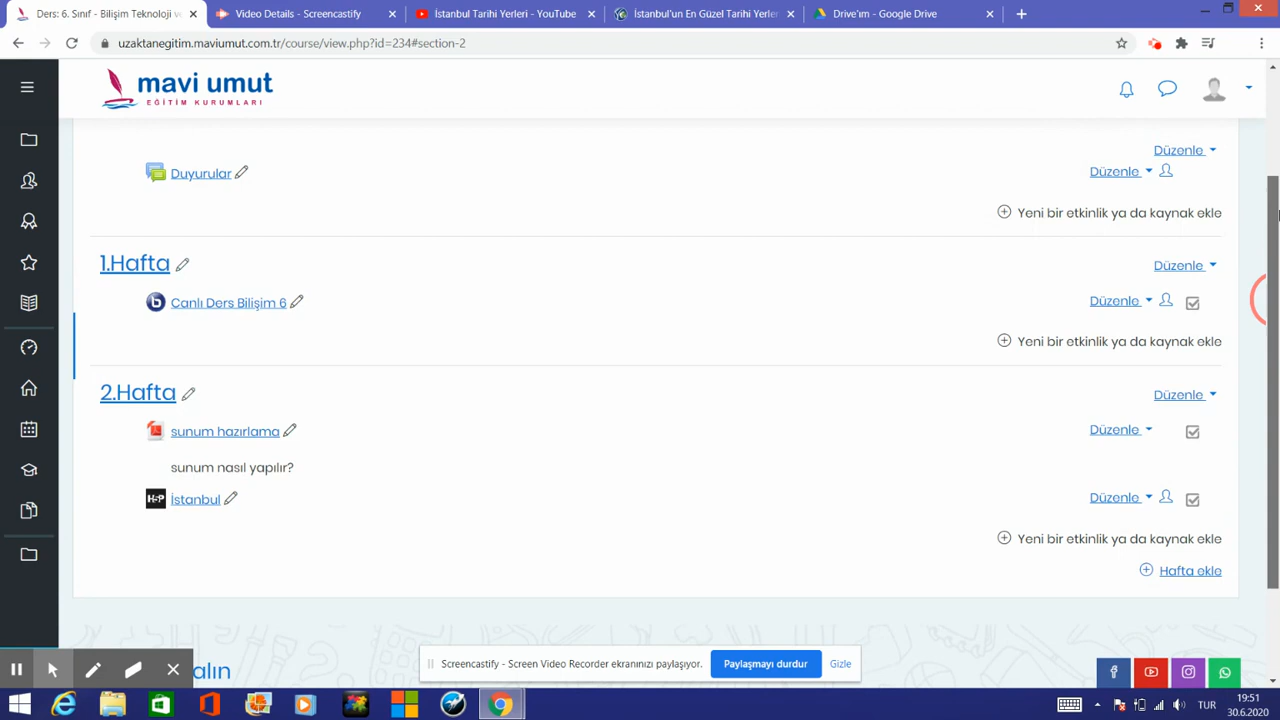 Ders: 6. Sınıf - Bilişim Teknoloji ve
Video Details - Screencastify
İstanbul Tarihi Yerleri - YouTube
İstanbul'un En Güzel Tarihi Yerler
Drive'ım - Google Drive
uzaktanegitim.maviumut.com.tr/course/view.php?id=234#section-2
mavi umut
EĞİTİM KURUMLARI
Düzenle
Duyurular
Düzenle
Yeni bir etkinlik ya da kaynak ekle
1.Hafta
Düzenle
Canlı Ders Bilişim 6
Düzenle
Yeni bir etkinlik ya da kaynak ekle
2.Hafta
Düzenle
sunum hazırlama
Düzenle
sunum nasıl yapılır?
H-P
İstanbul
Düzenle
Yeni bir etkinlik ya da kaynak ekle
Hafta ekle
alın
Screencastify - Screen Video Recorder ekranınızı paylaşıyor.
Paylaşmayı durdur
Gizle
TUR
19:51
30.6.2020